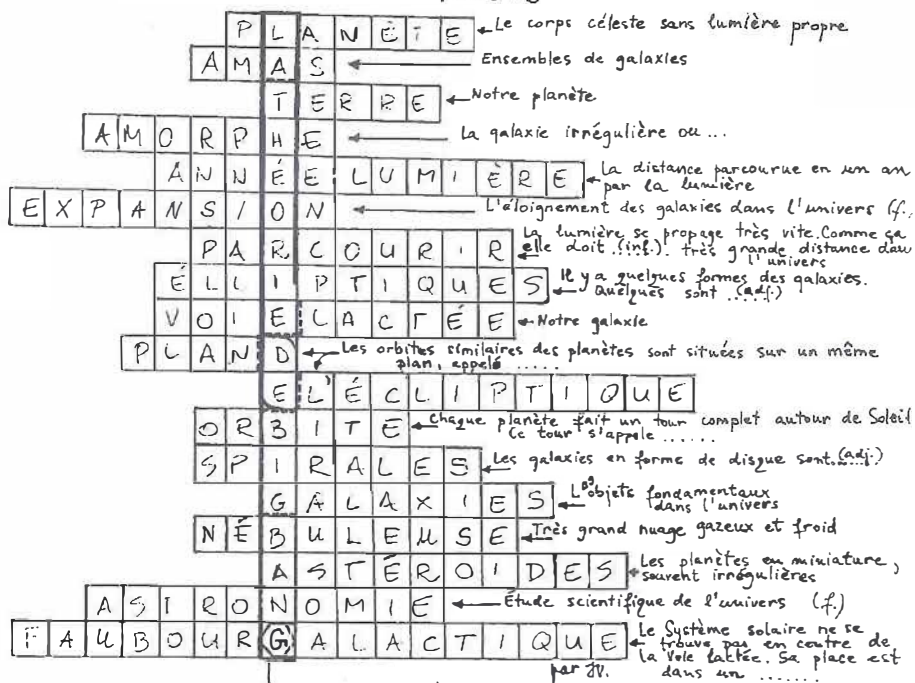 PLANÈTE Le corps céleste sans lumière propre
AMAS Ensembles de galaxies
TERRE Notre planète
AMORPHE La galaxie irrégulière ou ...
ANNÉE LUMIÈRE La distance parcourue en un an
par la lumière
EXPANSION L'éloignement des galaxies dans l'univers (f.)
PARCOURIR La lumière se propage très vite. Comme ça
elle doit ..(inf.). très grande distance dans
l'univers
ÉLLIPTIQUES Il y a quelguès formes des galaxies.
Quelgues sont .....(adj.)
VOIE LACTÉE Notre galaxie
PLAN D Les orbites similaires des planètes sont situées sur un même
plan, appelé .....
E L'ÉCLIPTIQUE
ORBITE Chaque planète fait un tour complet autour de Soleil
Ce tour s'appele ......
SPIRALES Les galaxies en forme de disque sont..(adj.)
GALAXIES Les objets fondamentaux
dans l'univers
NÉBULEUSE Très grand nuage gazeux et froid
ASTÉROIDES Les planètes en miniature,
souvent irrégulières
ASTRONOMIE Étude scientifique de l'univers (f.)
FAUBOURG GALACTIQUE Le Système solaire ne se
trouve pas en centre de
la Voie lactée. Sa place est
dans un .......
par JV.